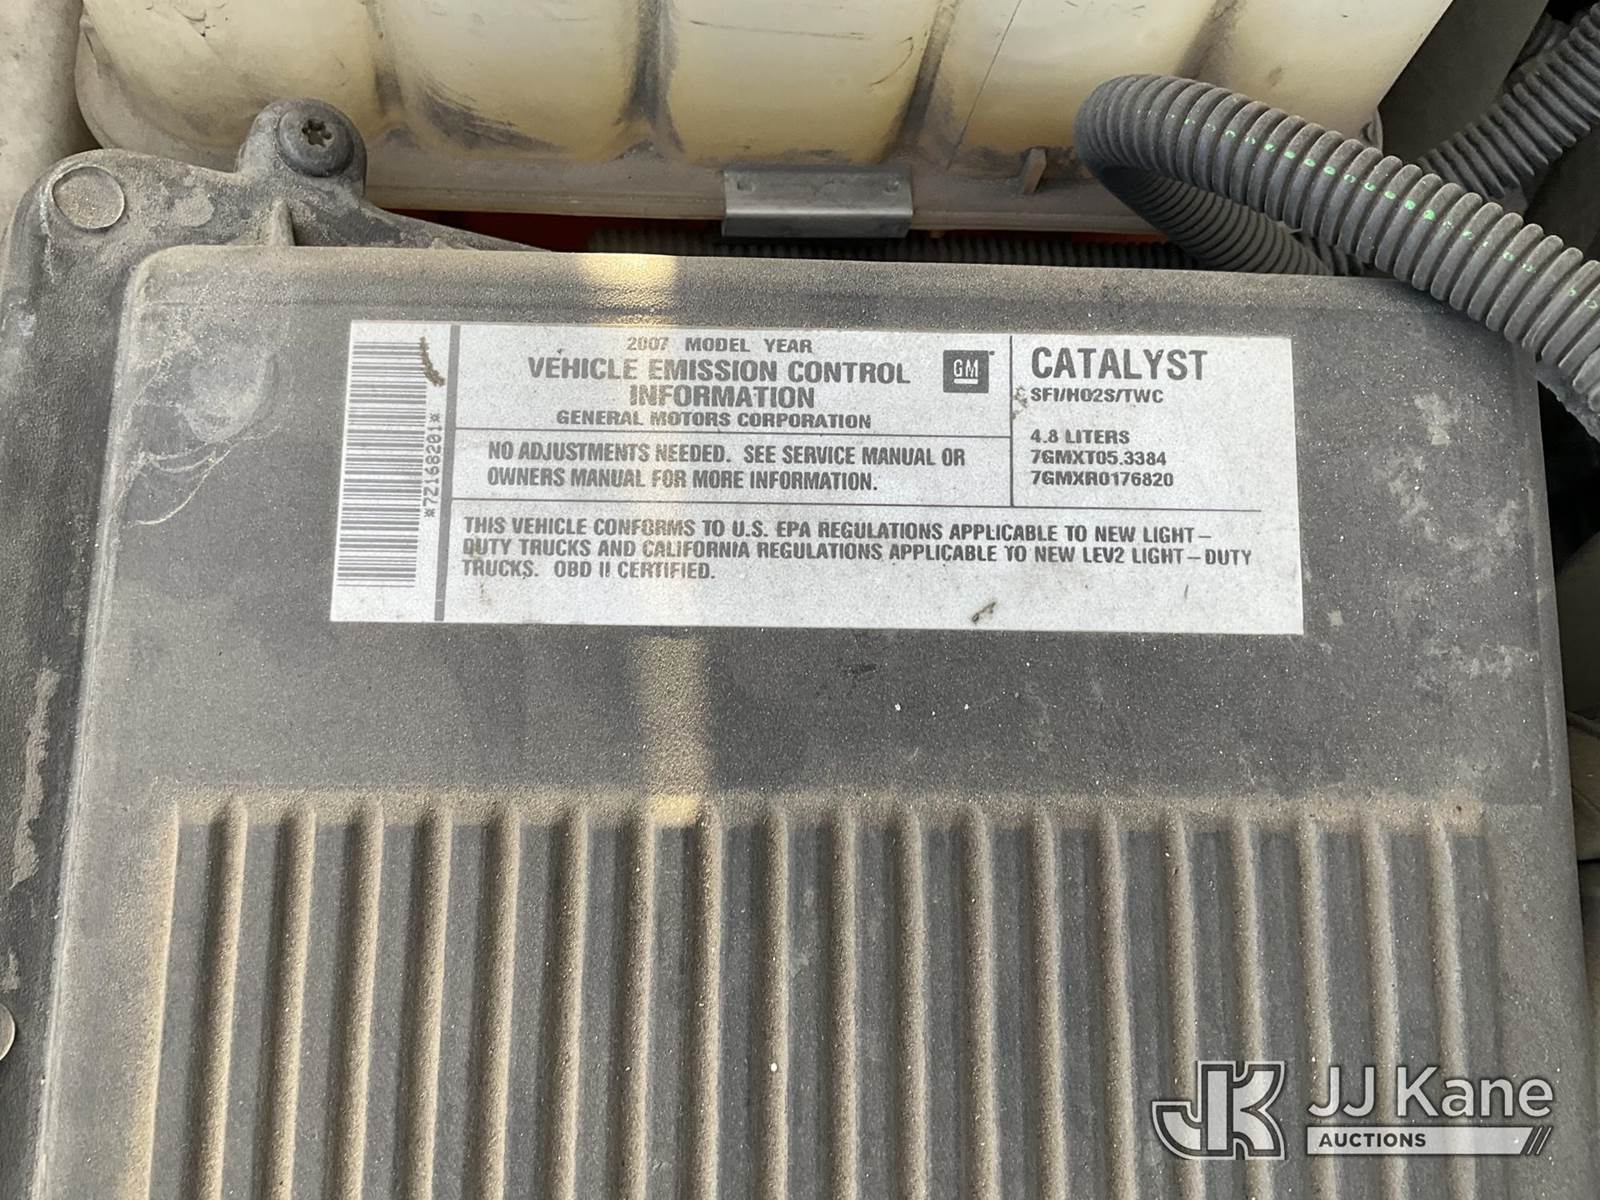 *7Z168201*
2007 MODEL YEAR
VEHICLE EMISSION CONTROL
INFORMATION
GENERAL MOTORS CORPORATION
GM
NO ADJUSTMENTS NEEDED. SEE SERVICE MANUAL OR
OWNERS MANUAL FOR MORE INFORMATION.
CATALYST
SFI/HO2S/TWC
4.8 LITERS
7GMXT05.3384
7GMXR0176820
THIS VEHICLE CONFORMS TO U.S. EPA REGULATIONS APPLICABLE TO NEW LIGHT-
DUTY TRUCKS AND CALIFORNIA REGULATIONS APPLICABLE TO NEW LEV2 LIGHT-DUTY
TRUCKS. OBD II CERTIFIED.
JK JJ Kane
AUCTIONS